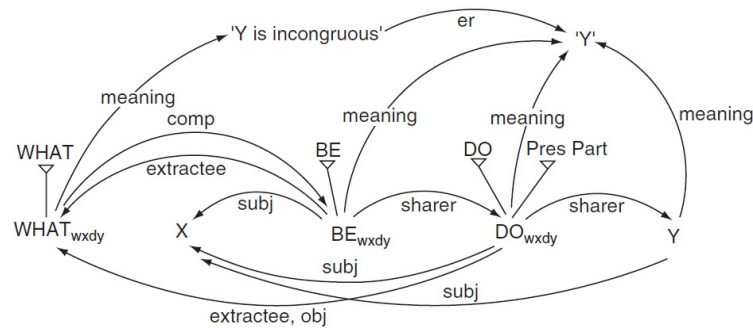 'Y is incongruous'
er
'Y'
meaning
comp
meaning
meaning
meaning
WHAT
BE
DO
Pres Part
extractee
subj
sharer
sharer
WHATwxdy
X
BEwxdy
DOwxdy
Y
subj
subj
extractee, obj